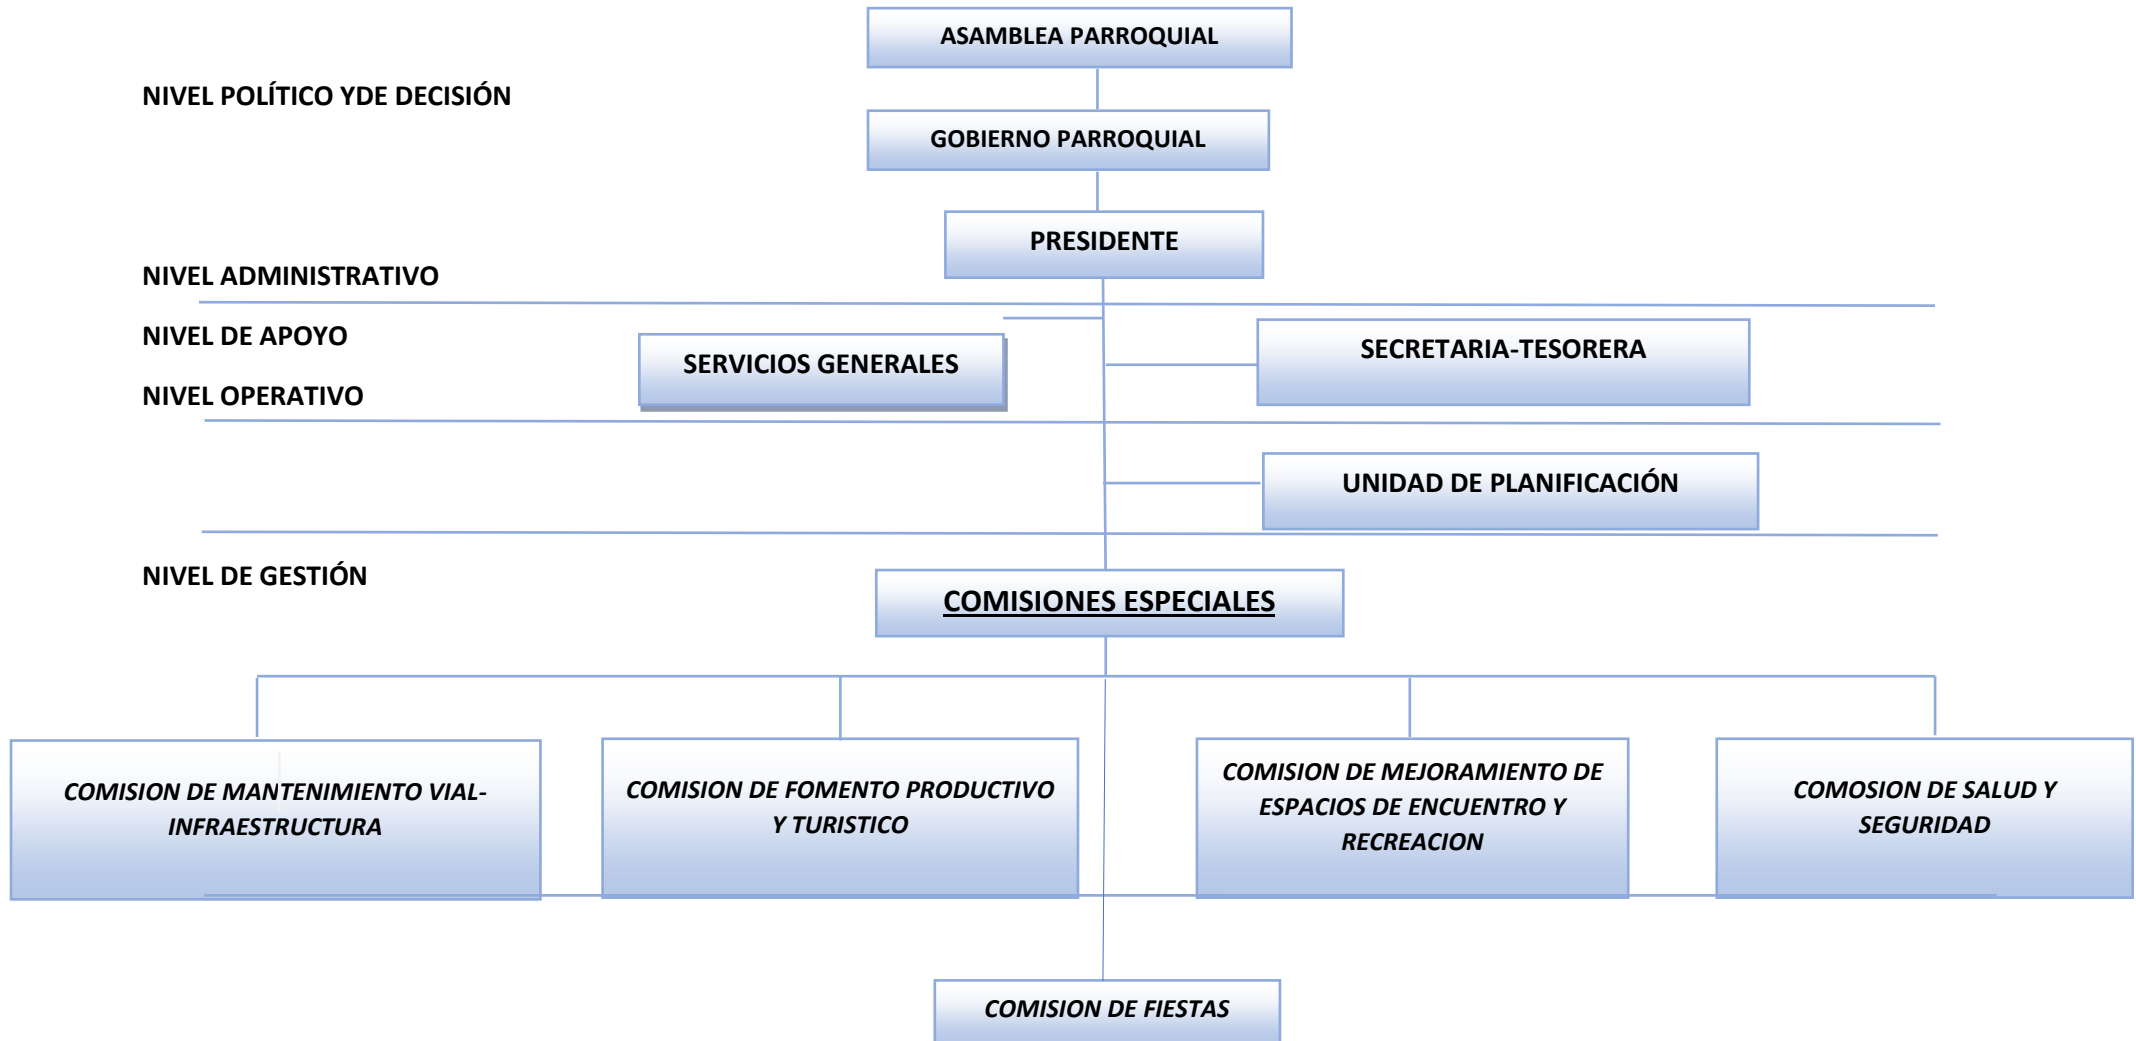 ASAMBLEA PARROQUIAL
NIVEL POLÍTICO YDE DECISIÓN
GOBIERNO PARROQUIAL
PRESIDENTE
NIVEL ADMINISTRATIVO
NIVEL DE APOYO
SERVICIOS GENERALES
SECRETARIA-TESORERA
NIVEL OPERATIVO
UNIDAD DE PLANIFICACIÓN
NIVEL DE GESTIÓN
COMISIONES ESPECIALES
COMISION DE MANTENIMIENTO VIAL-
INFRAESTRUCTURA
COMISION DE FOMENTO PRODUCTIVO
Y TURISTICO
COMISION DE MEJORAMIENTO DE
ESPACIOS DE ENCUENTRO Y
RECREACION
COMOSION DE SALUD Y
SEGURIDAD
COMISION DE FIESTAS